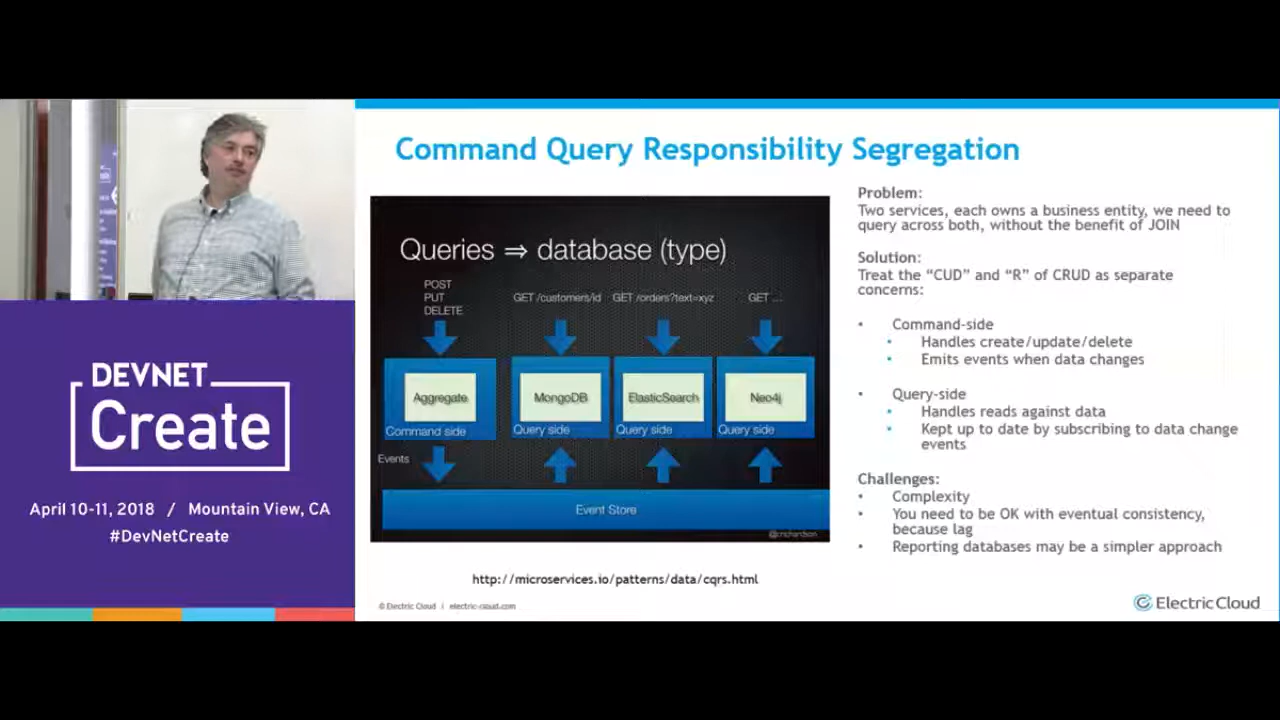 Command Query Responsibility Segregation
Queries ⇒ database (type)
POST
PUT
DELETE
GET /customers/id
GET /orders?text=xyz
GET ...
Aggregate
Command side
MongoDB
Query side
ElasticSearch
Query side
Neo4j
Query side
Events
Event Store
@crichardson
http://microservices.io/patterns/data/cqrs.html
Problem:
Two services, each owns a business entity, we need to
query across both, without the benefit of JOIN
Solution:
Treat the “CUD” and “R” of CRUD as separate
concerns:
• Command-side
• Handles create/update/delete
• Emits events when data changes
• Query-side
• Handles reads against data
• Kept up to date by subscribing to data change
events
Challenges:
• Complexity
• You need to be OK with eventual consistency,
because lag
• Reporting databases may be a simpler approach
© Electric Cloud | electric-cloud.com
Electric Cloud
DEVNET
Create
April 10-11, 2018 / Mountain View, CA
#DevNetCreate